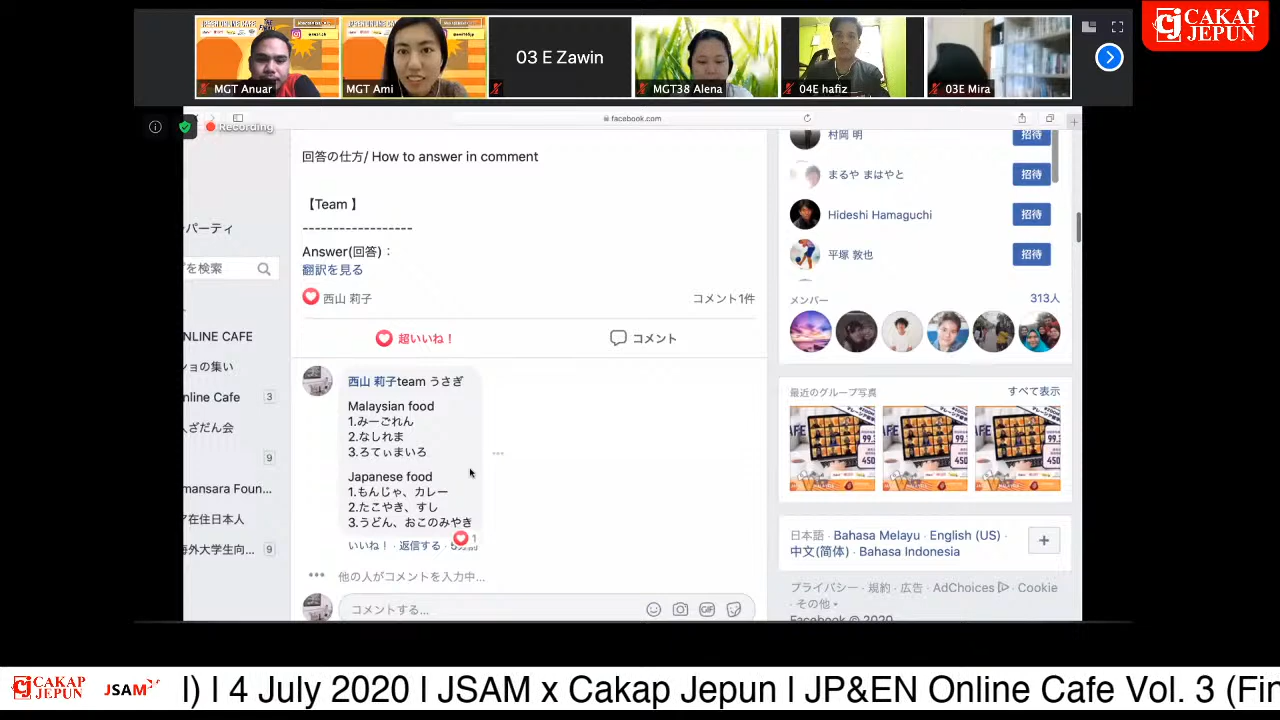 CAKAP
JEPUN
03 E Zawin
MGT Anuar
MGT Ami
MGT38 Alena
04E hafiz
03E Mira
Recording
facebook.com
回答の仕方/ How to answer in comment
【Team 】
------------------
Answer(回答)：
翻訳を見る
西山 莉子
コメント1件
超いいね！
コメント
西山 莉子team うさぎ
Malaysian food
1.みーごれん
2.なしれま
3.ろてぃまいろ
Japanese food
1.もんじゃ、カレー
2.たこやき、すし
3.うどん、おこのみやき
1
いいね！ · 返信する ·
他の人がコメントを入力中...
コメントする...
GIF
パーティ
を検索
NLINE CAFE
ョの集い
nline Cafe
3
人ざだん会
9
mansara Foun...
ア在住日本人
海外大学生向...
9
村岡 明
招待
まるや まはやと
招待
Hideshi Hamaguchi
招待
平塚 敦也
招待
メンバー
313人
最近のグループ写真
すべて表示
日本語 · Bahasa Melayu · English (US) ·
中文(简体) · Bahasa Indonesia
プライバシー · 規約 · 広告 · AdChoices · Cookie
· その他
Facebook © 2020
CAKAP
JEPUN
JSAM
l) I 4 July 2020 I JSAM x Cakap Jepun I JP&EN Online Cafe Vol. 3 (Fin